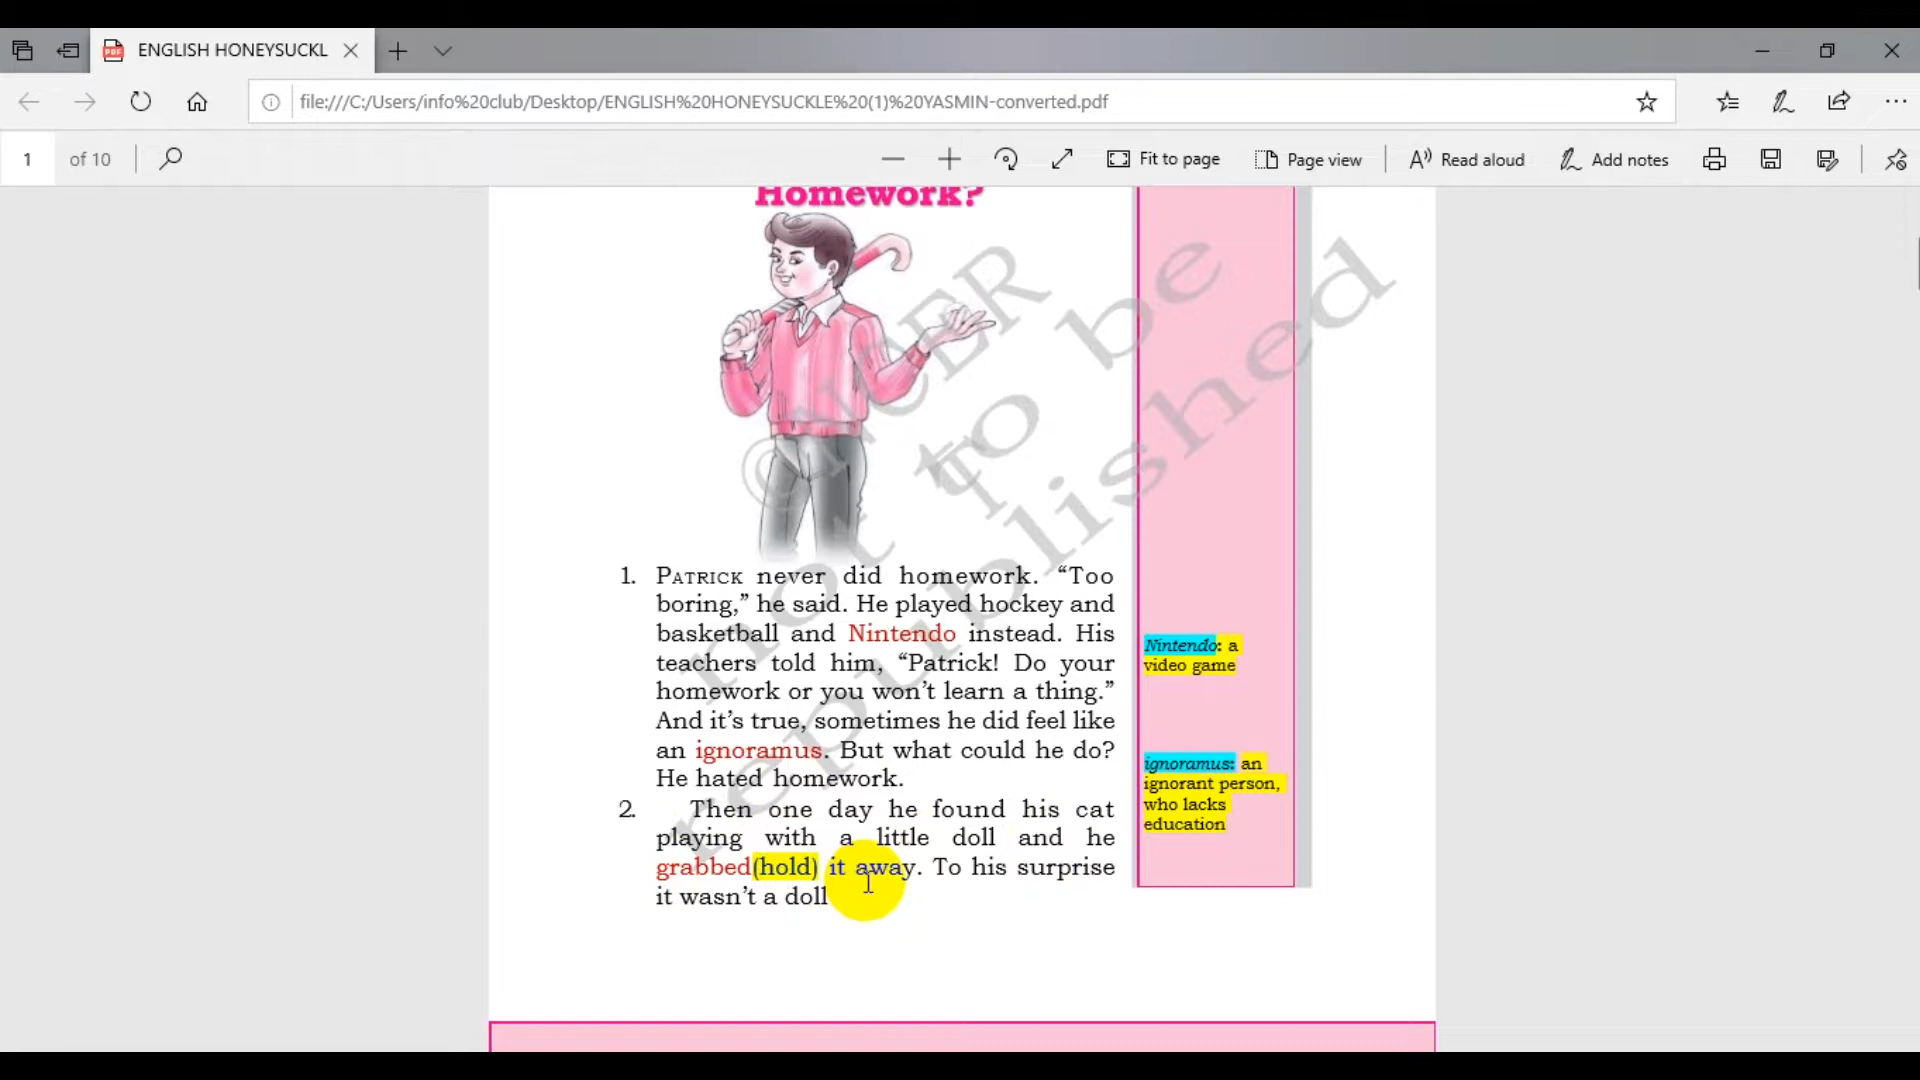 ENGLISH HONEYSUCKL
file:///C:/Users/info%20club/Desktop/ENGLISH%20HONEYSUCKLE%20(1)%20YASMIN-converted.pdf
1 of 10 Fit to page Page view Read aloud Add notes
Homework?
© NCERT
not to be republished
1. PATRICK never did homework. “Too
boring,” he said. He played hockey and
basketball and Nintendo instead. His
teachers told him, “Patrick! Do your
homework or you won’t learn a thing.”
And it’s true, sometimes he did feel like
an ignoramus. But what could he do?
He hated homework.
2. Then one day he found his cat
playing with a little doll and he
grabbed(hold) it away. To his surprise
it wasn’t a doll
Nintendo: a
video game
ignoramus: an
ignorant person,
who lacks
education